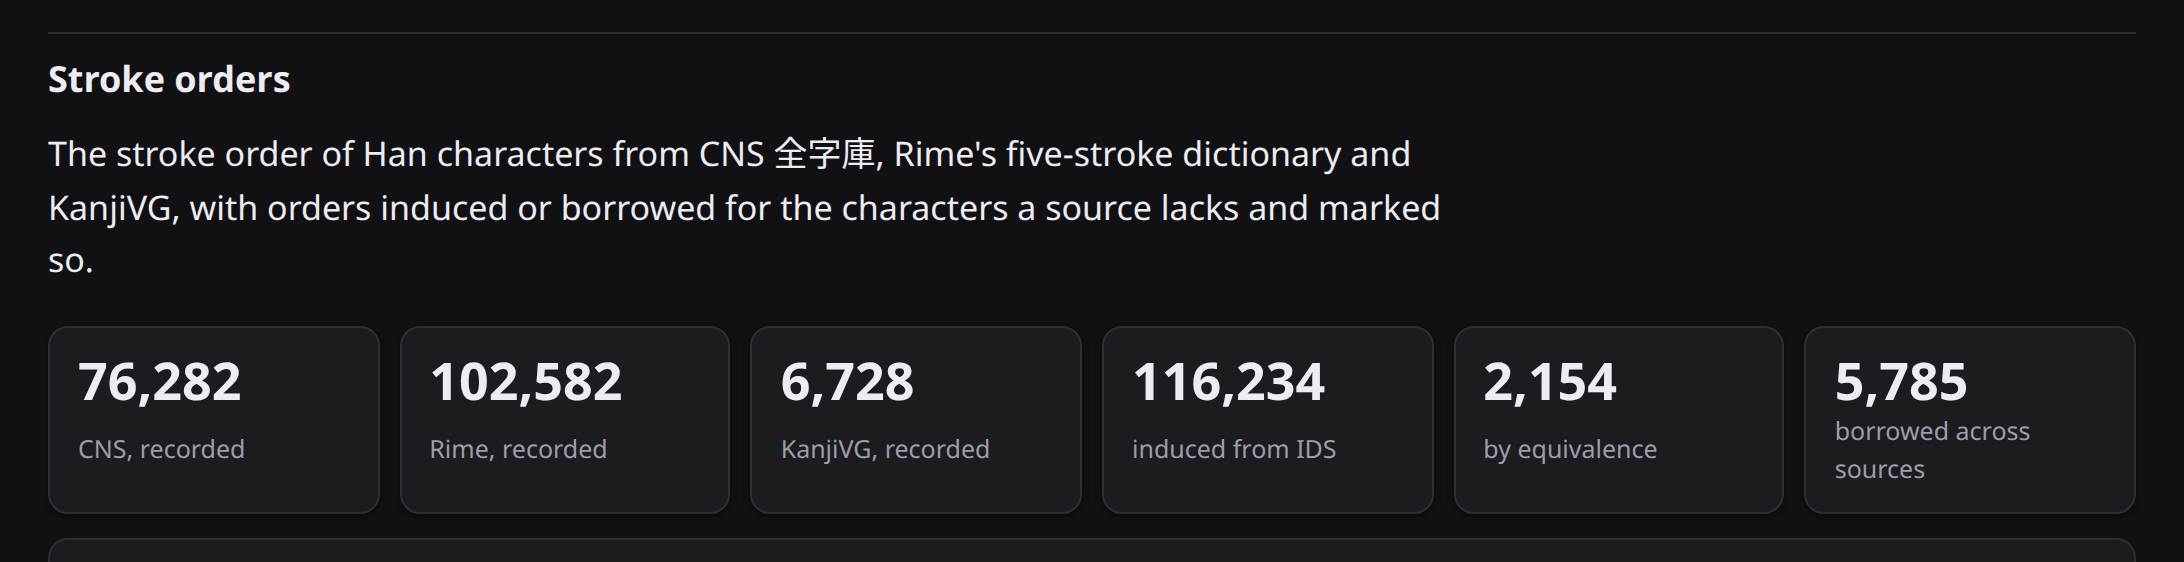 Stroke orders
The stroke order of Han characters from CNS 全字庫, Rime's five-stroke dictionary and
KanjiVG, with orders induced or borrowed for the characters a source lacks and marked
so.
76,282
CNS, recorded
102,582
Rime, recorded
6,728
KanjiVG, recorded
116,234
induced from IDS
2,154
by equivalence
5,785
borrowed across
sources